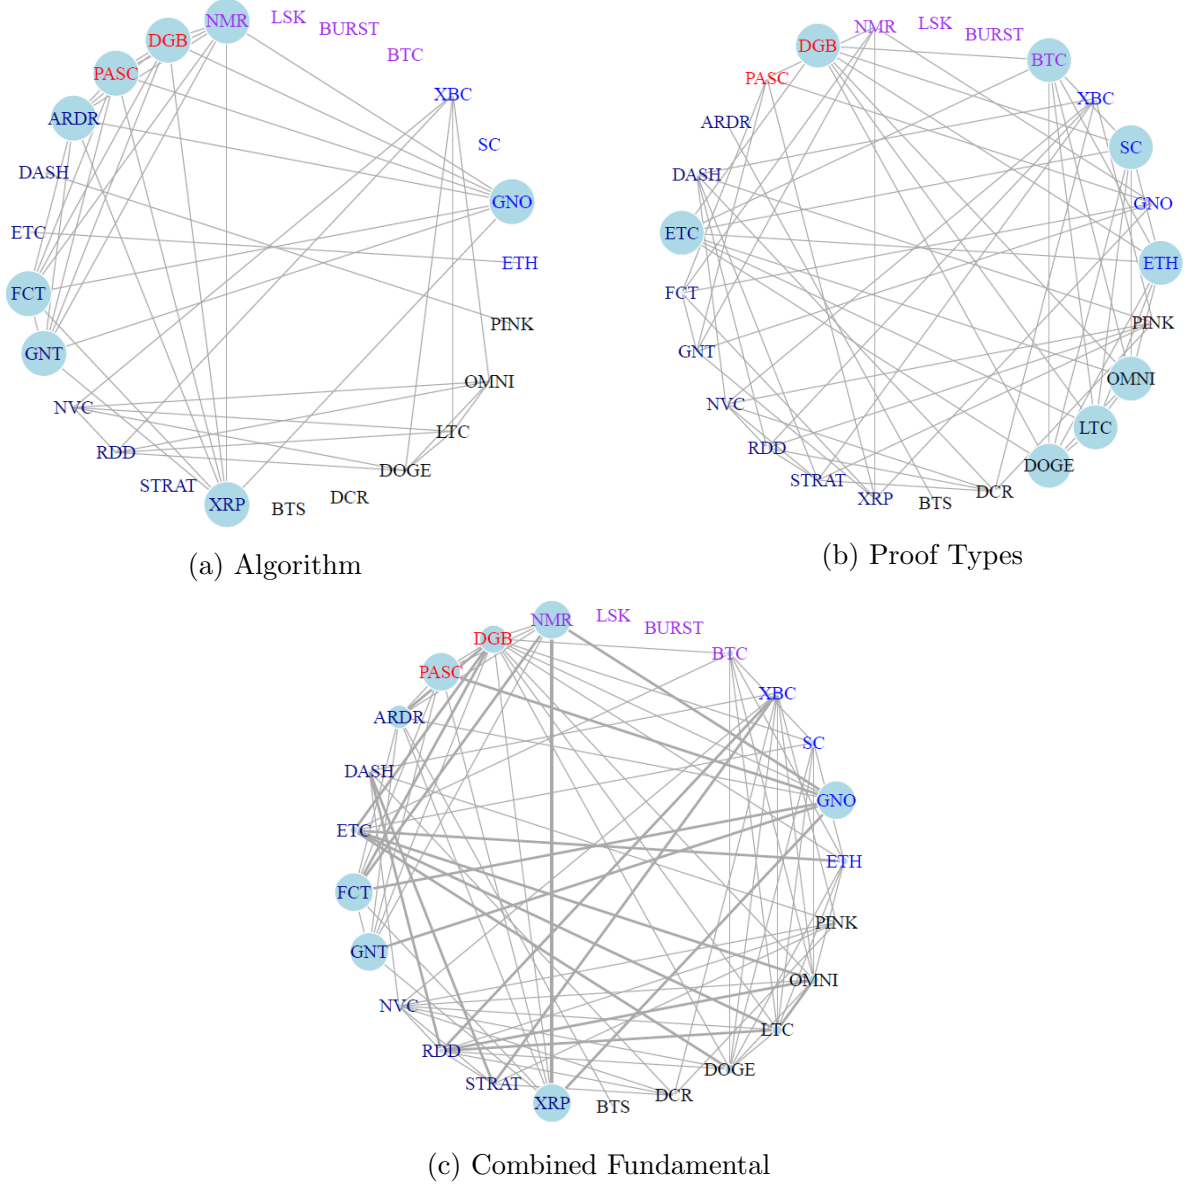 NMR
LSK
BURST
DGB
BTC
PASC
XBC
ARDR
SC
DASH
GNO
ETC
ETH
FCT
PINK
GNT
OMNI
NVC
LTC
RDD
DOGE
STRAT
DCR
XRP
BTS
(a) Algorithm
NMR
LSK
BURST
DGB
BTC
PASC
XBC
ARDR
SC
DASH
GNO
ETC
ETH
FCT
PINK
GNT
OMNI
NVC
LTC
RDD
DOGE
STRAT
DCR
XRP
BTS
(b) Proof Types
NMR
LSK
BURST
DGB
BTC
PASC
XBC
ARDR
SC
DASH
GNO
ETC
ETH
FCT
PINK
GNT
OMNI
NVC
LTC
RDD
DOGE
STRAT
DCR
XRP
BTS
(c) Combined Fundamental